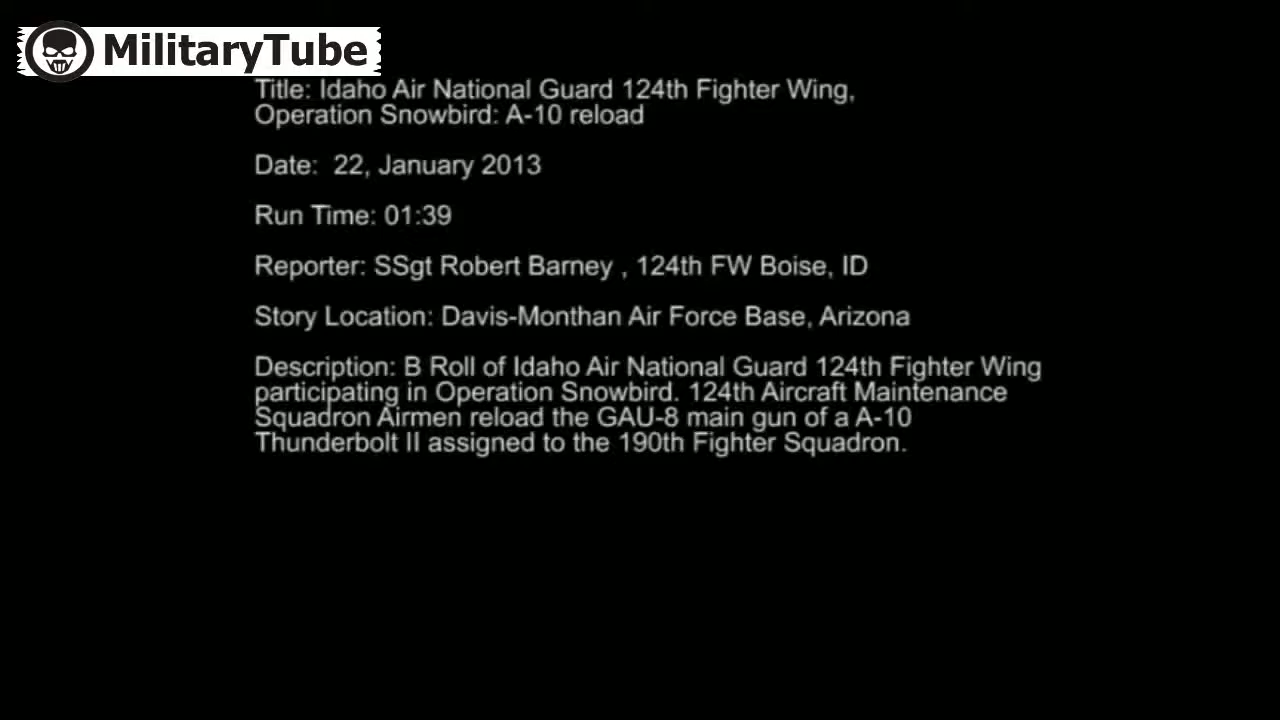 MilitaryTube
Title: Idaho Air National Guard 124th Fighter Wing,
Operation Snowbird: A-10 reload
Date:  22, January 2013
Run Time: 01:39
Reporter: SSgt Robert Barney , 124th FW Boise, ID
Story Location: Davis-Monthan Air Force Base, Arizona
Description: B Roll of Idaho Air National Guard 124th Fighter Wing
participating in Operation Snowbird. 124th Aircraft Maintenance
Squadron Airmen reload the GAU-8 main gun of a A-10
Thunderbolt II assigned to the 190th Fighter Squadron.